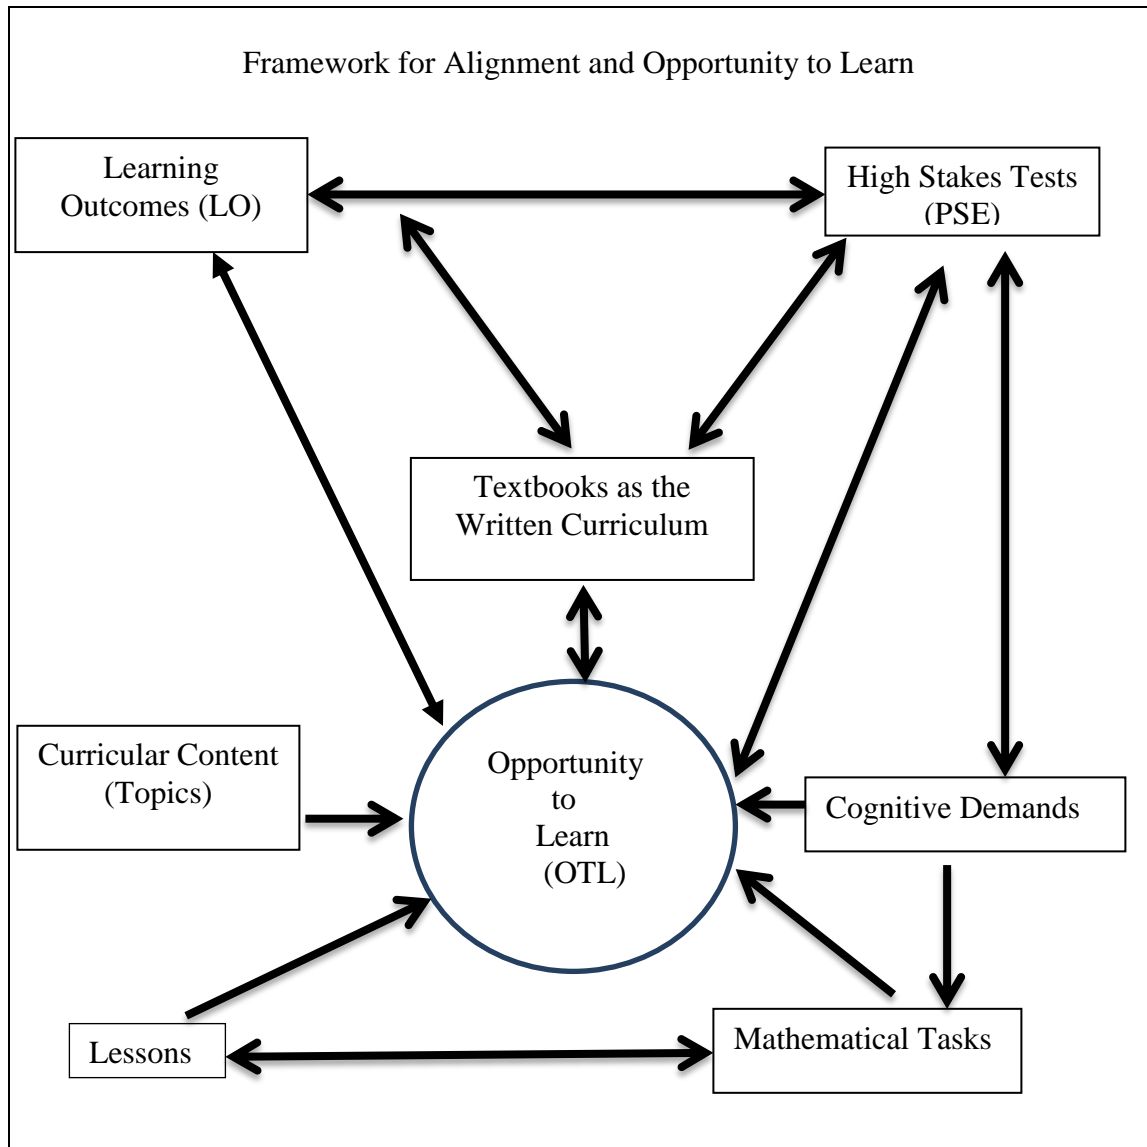 Framework for Alignment and Opportunity to Learn
Learning
Outcomes (LO)
High Stakes Tests
(PSE)
Textbooks as the
Written Curriculum
Curricular Content
(Topics)
Opportunity
to
Learn
(OTL)
Cognitive Demands
Lessons
Mathematical Tasks